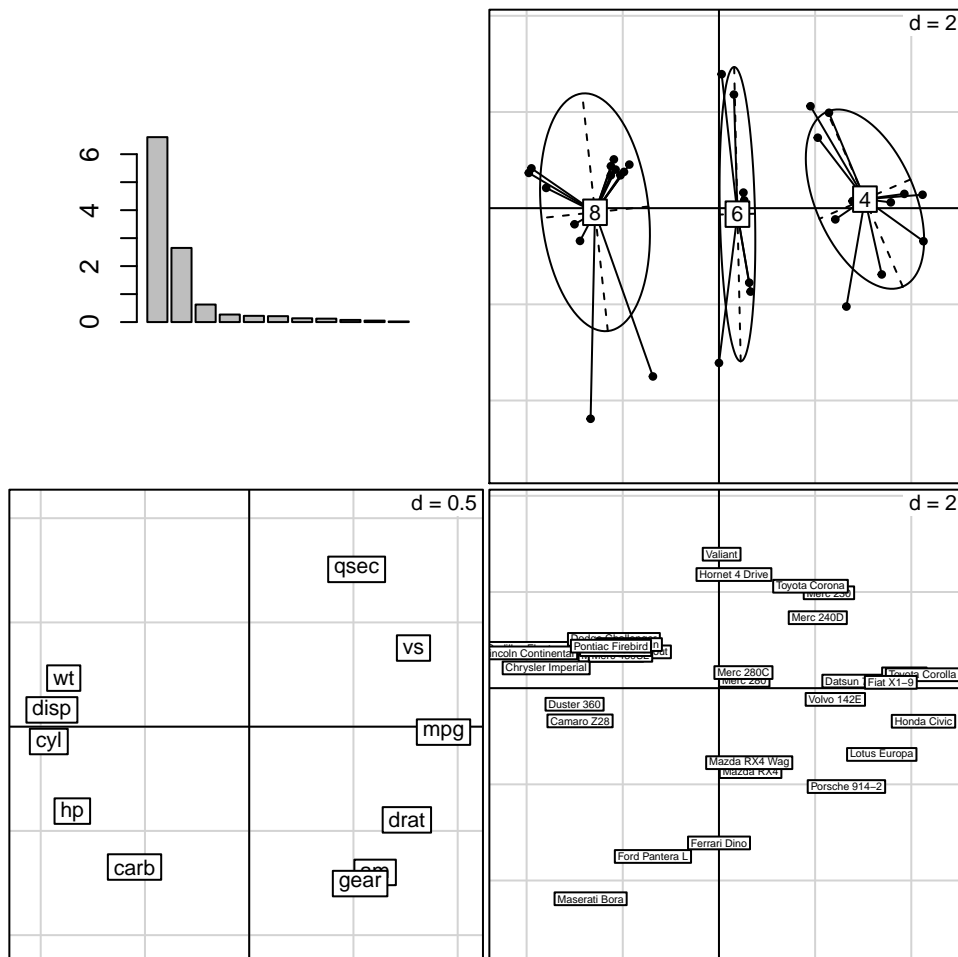 d = 2
6
4
2
0
8
6
4
d = 0.5
qsec
vs
wt
disp
cyl
mpg
hp
drat
carb
gear
d = 2
Valiant
Hornet 4 Drive
Toyota Corona
Merc 240D
Pontiac Firebird
Chrysler Imperial
Merc 280C
Merc 280
Datsun
Toyota Corolla
Fiat X1−9
Volvo 142E
Duster 360
Camaro Z28
Honda Civic
Lotus Europa
Mazda RX4 Wag
Mazda RX4
Porsche 914−2
Ferrari Dino
Ford Pantera L
Maserati Bora